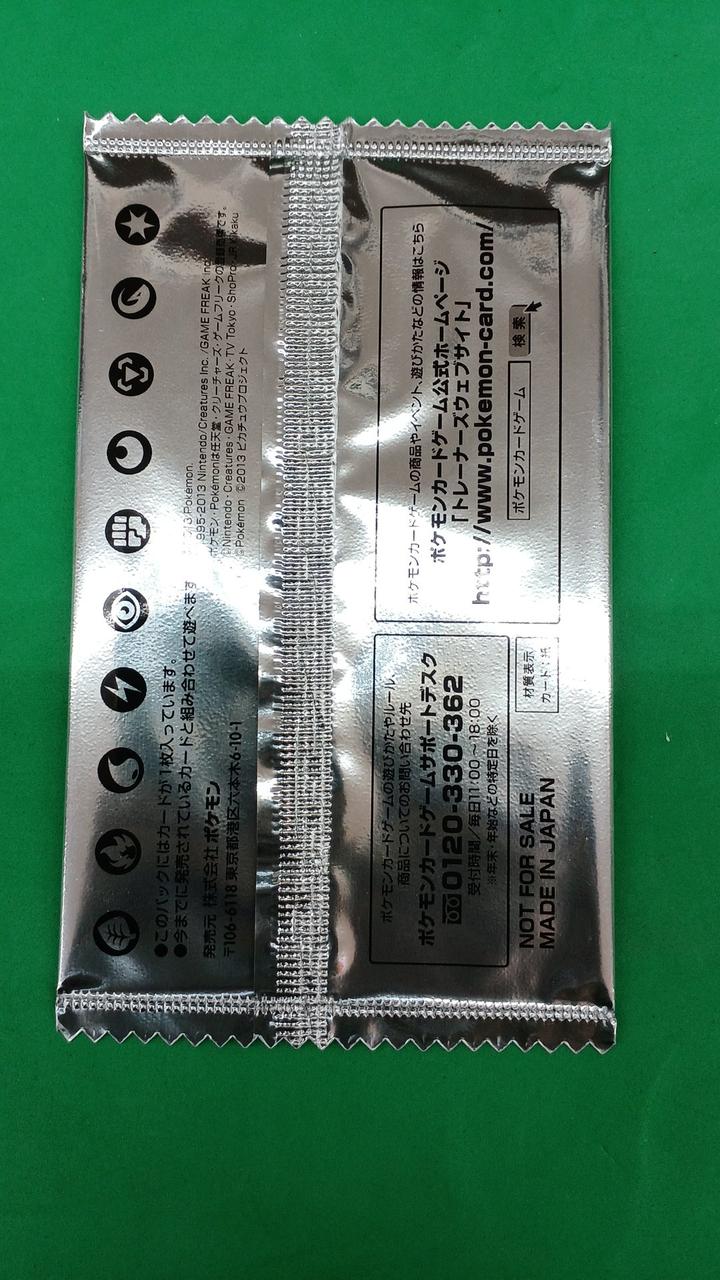 ●このパックにはカードが1枚入っています。
●今までに発売されているカードと組み合わせて遊べます
発売元 株式会社ポケモン
〒106-6118 東京都港区六本木6-10-1
Pokémon.
995-2013 Nintendo/Creatures Inc./GAME FREAK inc.
ポケモン・Pokémonは任天堂・クリーチャーズ・ゲームフリークの登録商標です。
©Nintendo・Creatures・GAME FREAK・TV Tokyo・ShoPro・JR Kikaku
©Pokémon ©2013 ピカチュウプロジェクト
ポケモンカードゲームの遊びかたやルール、
商品についてのお問い合わせ先
ポケモンカードゲームサポートデスク
0120-330-362
受付時間/毎日11:00～18:00
※年末・年始などの特定日を除く
NOT FOR SALE
MADE IN JAPAN
ポケモンカードゲームの商品やイベント、遊びかたなどの情報はこちら
ポケモンカードゲーム公式ホームページ
「トレーナーズウェブサイト」
http://www.pokemon-card.com/
ポケモンカードゲーム 検索
材質表示
カード： 紙